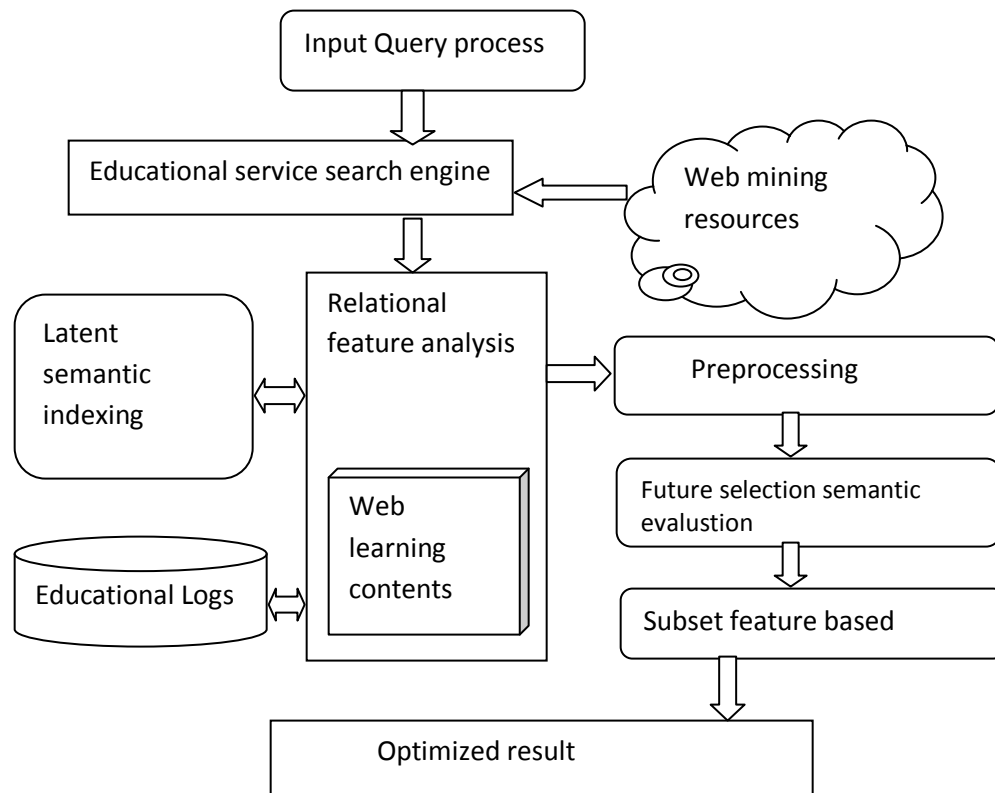 Input Query process
Educational service search engine
Web mining
resources
Relational
feature analysis
Latent
semantic
indexing
Preprocessing
Web
learning
contents
Future selection semantic
evalustion
Educational Logs
Subset feature based
Optimized result